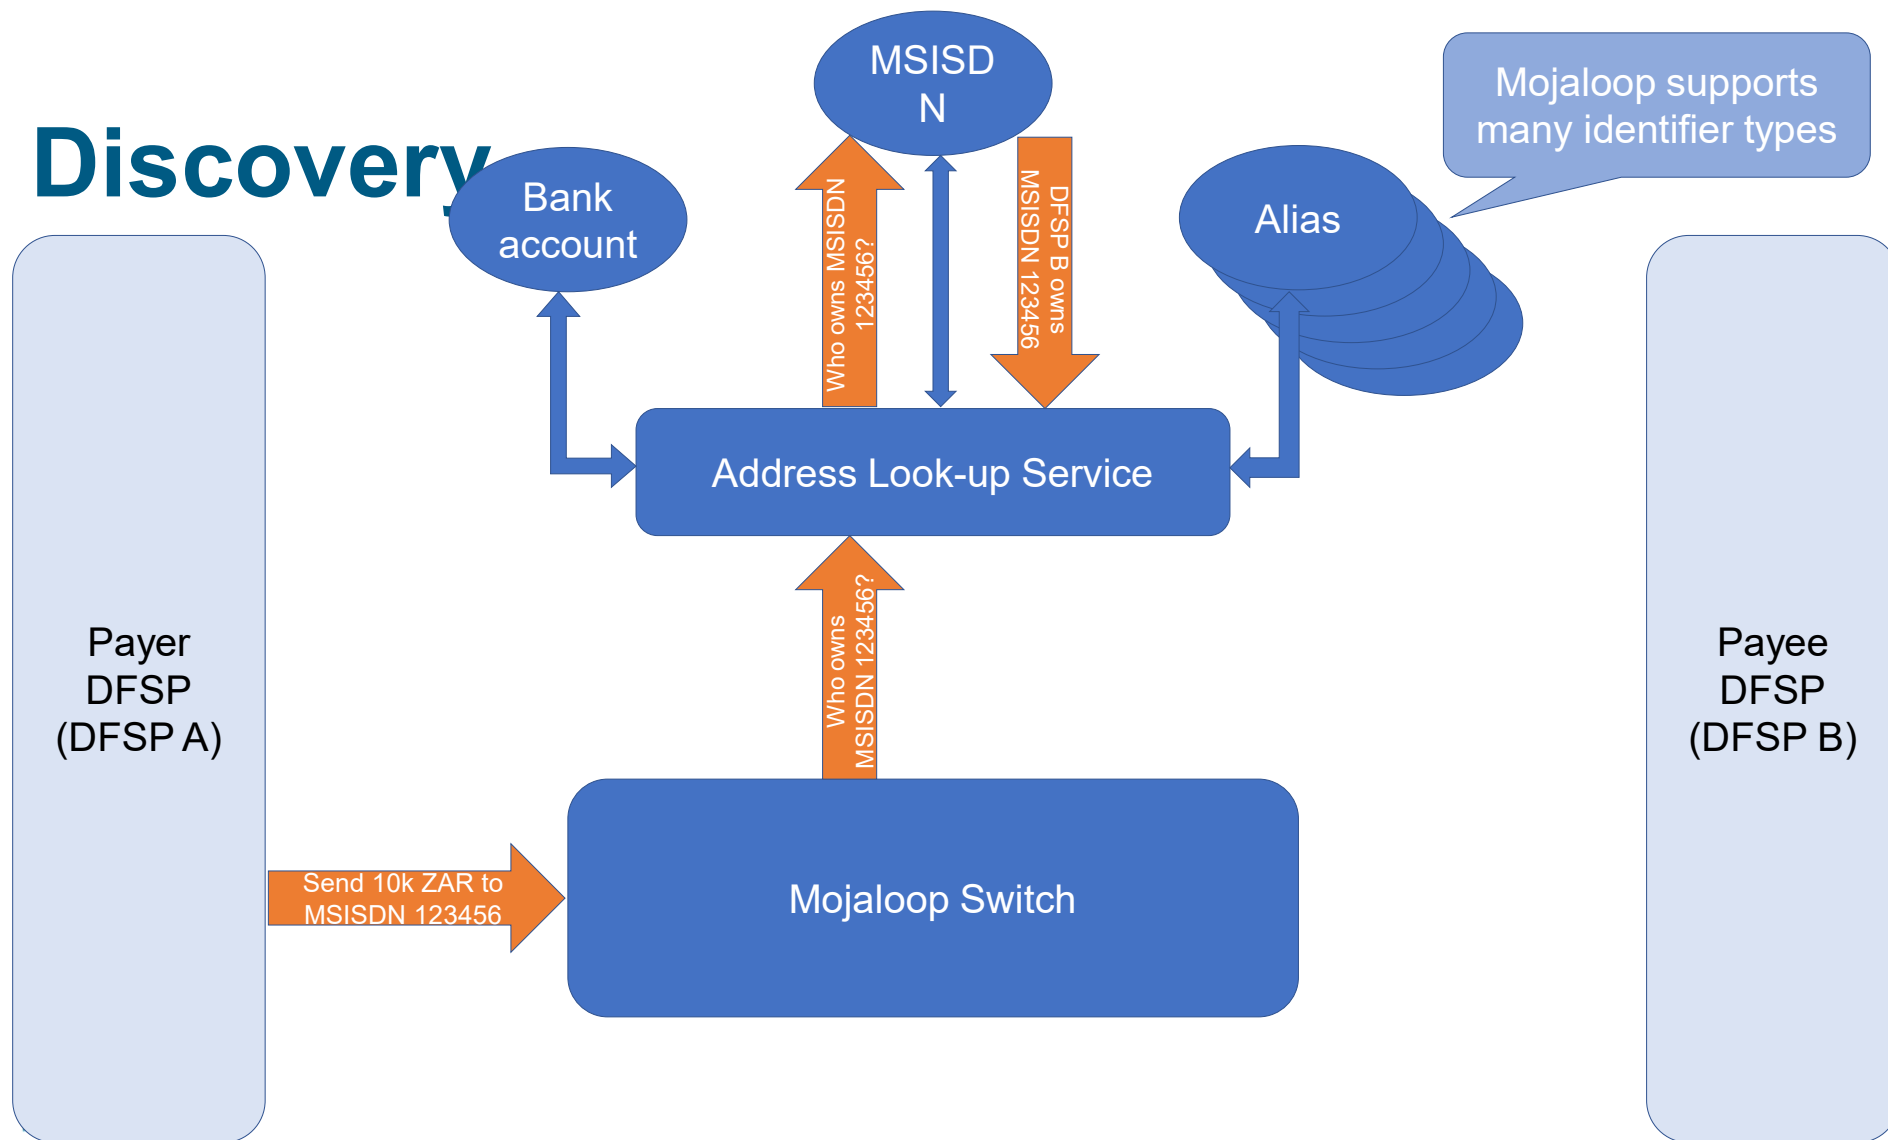 Discovery
MSISD
N
Mojaloop supports
many identifier types
Bank
account
Alias
Who owns MSISDN
123456?
DFSP B owns
MSISDN 123456
Address Look-up Service
Who owns
MSISDN 123456?
Payer
DFSP
(DFSP A)
Payee
DFSP
(DFSP B)
Send 10k ZAR to
MSISDN 123456
Mojaloop Switch